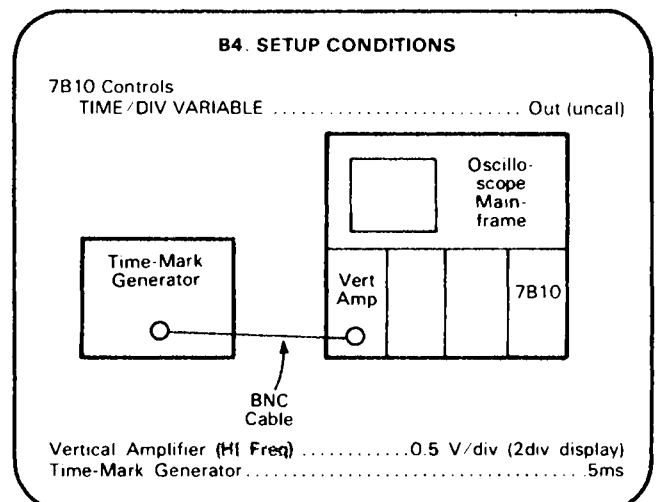 B4. SETUP CONDITIONS
7B10 Controls
TIME/DIV VARIABLE .......................... Out (uncal)
Oscillo-
scope
Main-
frame
Time-Mark
Generator
Vert
Amp
7B10
BNC
Cable
Vertical Amplifier (HI Freq) ............0.5 V/div (2div display)
Time-Mark Generator.......................................5ms